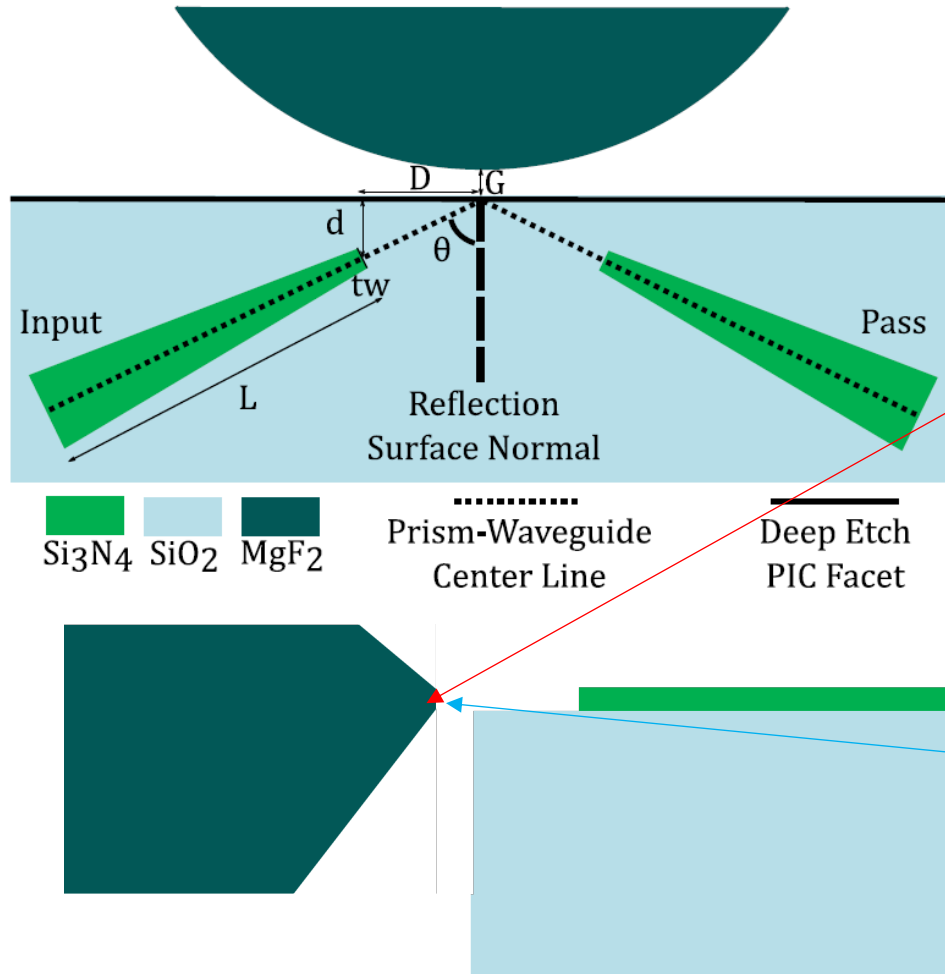 D
G
d
θ
tw
Input
Pass
L
Reflection
Surface Normal
Si₃N₄ SiO₂ MgF₂
Prism-Waveguide
Center Line
Deep Etch
PIC Facet